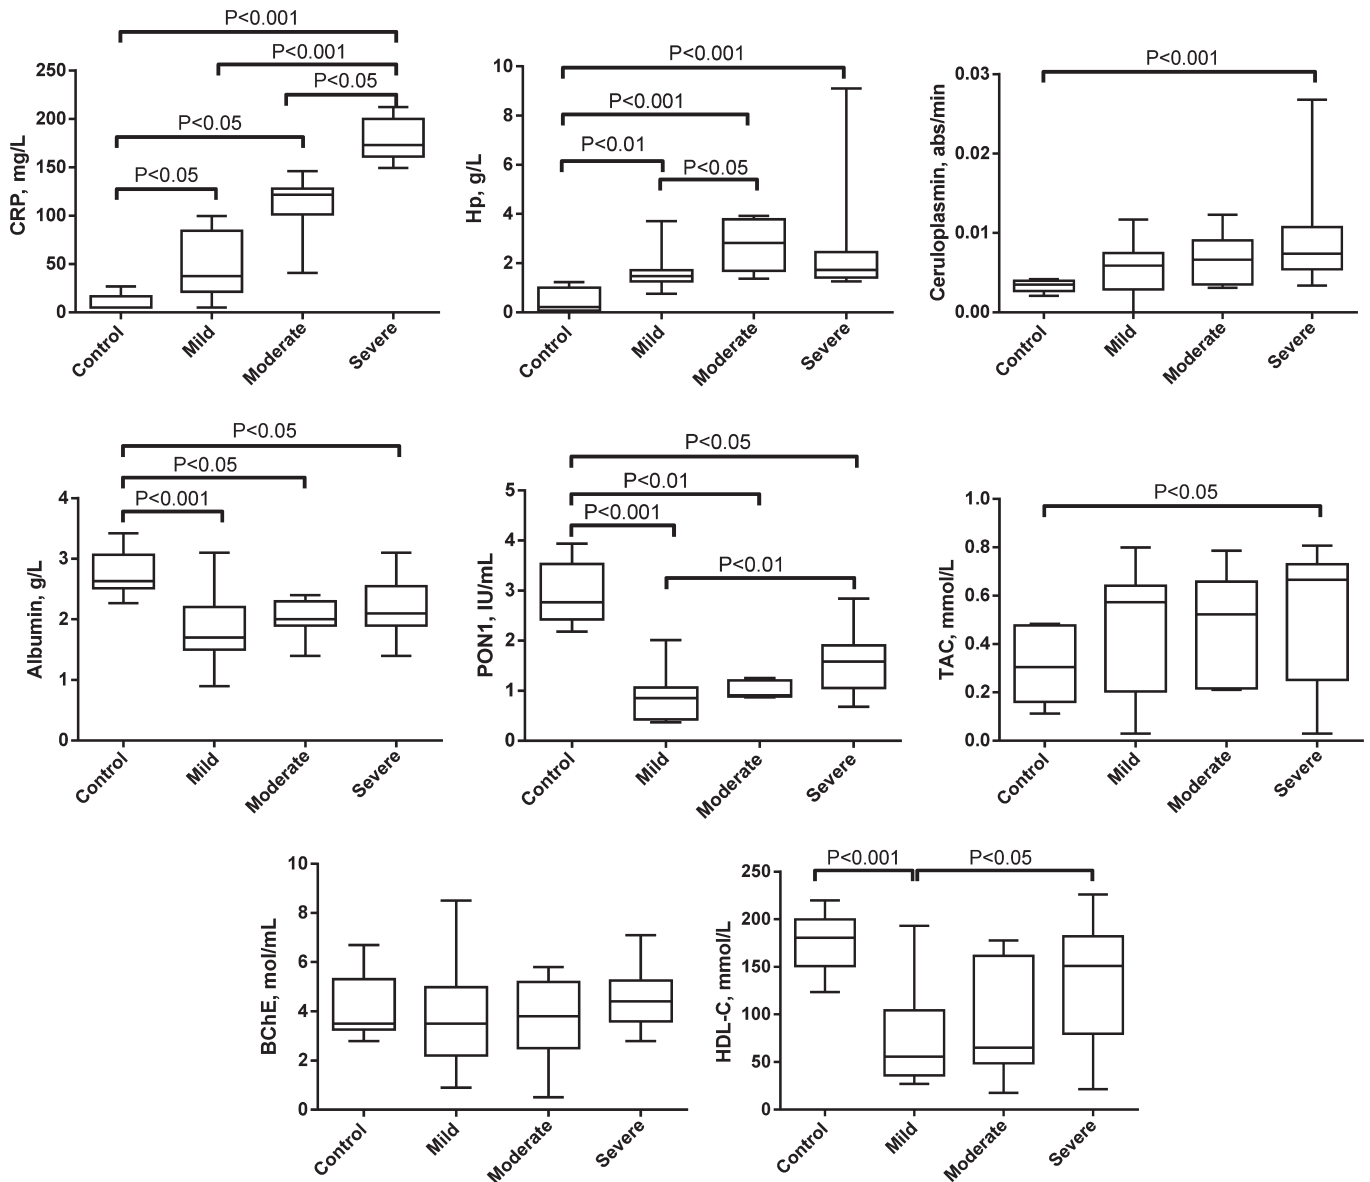 P<0.001
P<0.001
P<0.05
P<0.05
P<0.05
CRP, mg/L
250
200
150
100
50
0
Control
Mild
Moderate
Severe
P<0.001
P<0.001
P<0.01
P<0.05
Hp, g/L
10
8
6
4
2
0
Control
Mild
Moderate
Severe
P<0.001
Ceruloplasmin, abs/min
0.03
0.02
0.01
0.00
Control
Mild
Moderate
Severe
P<0.05
P<0.05
P<0.001
Albumin, g/L
4
3
2
1
0
Control
Mild
Moderate
Severe
P<0.05
P<0.01
P<0.001
P<0.01
PON1, IU/mL
5
4
3
2
1
0
Control
Mild
Moderate
Severe
P<0.05
TAC, mmol/L
1.0
0.8
0.6
0.4
0.2
0.0
Control
Mild
Moderate
Severe
BChE, mol/mL
10
8
6
4
2
0
Control
Mild
Moderate
Severe
P<0.001
P<0.05
HDL-C, mmol/L
250
200
150
100
50
0
Control
Mild
Moderate
Severe